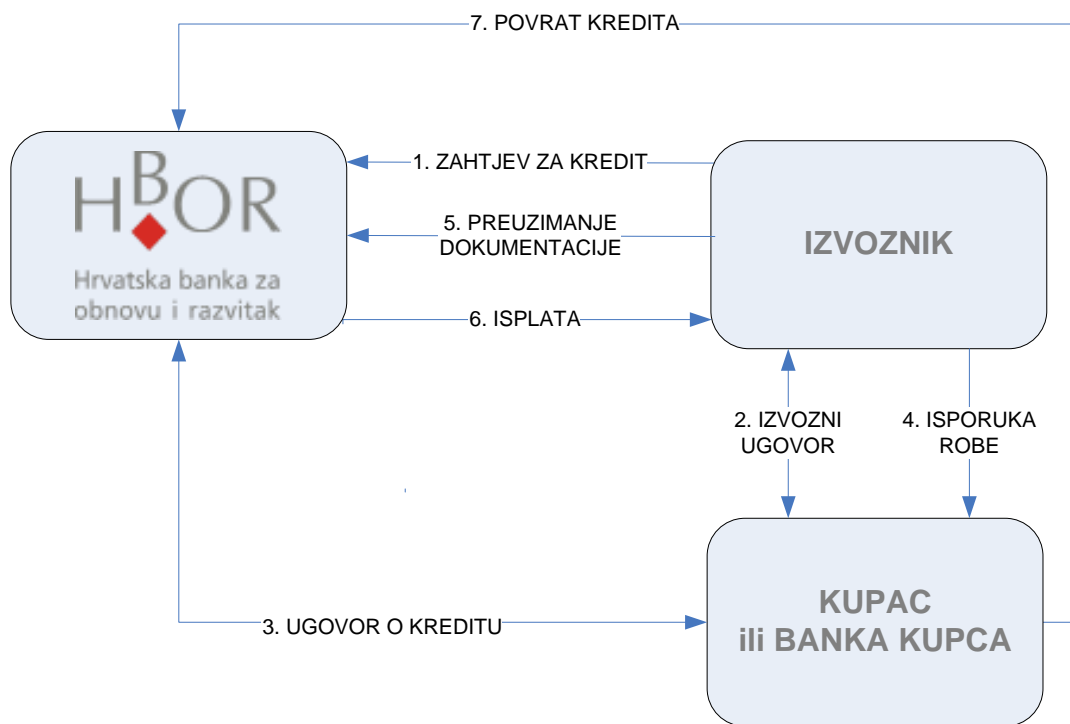 7. POVRAT KREDITA
HBOR
Hrvatska banka za
obnovu i razvitak
1. ZAHTJEV ZA KREDIT
5. PREUZIMANJE
DOKUMENTACIJE
6. ISPLATA
IZVOZNIK
2. IZVOZNI
UGOVOR
4. ISPORUKA
ROBE
3. UGOVOR O KREDITU
KUPAC
ili BANKA KUPCA